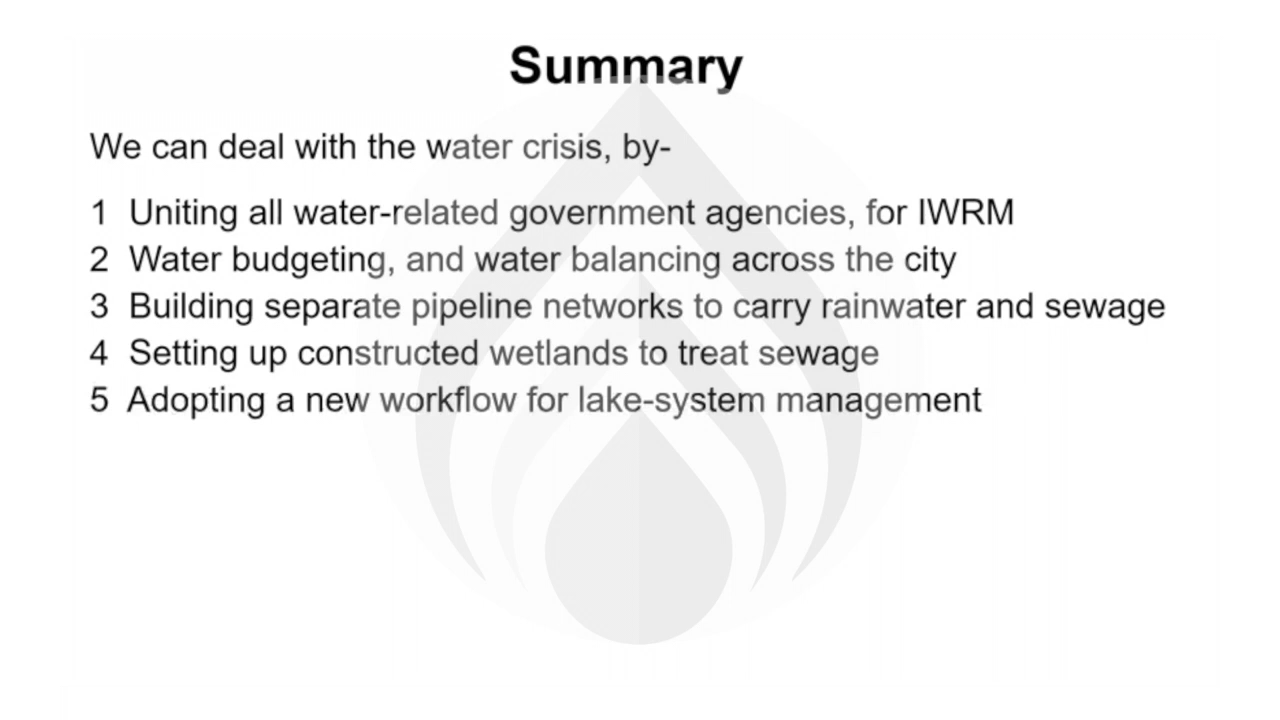 Summary
We can deal with the water crisis, by-
1 Uniting all water-related government agencies, for IWRM
2 Water budgeting, and water balancing across the city
3 Building separate pipeline networks to carry rainwater and sewage
4 Setting up constructed wetlands to treat sewage
5 Adopting a new workflow for lake-system management